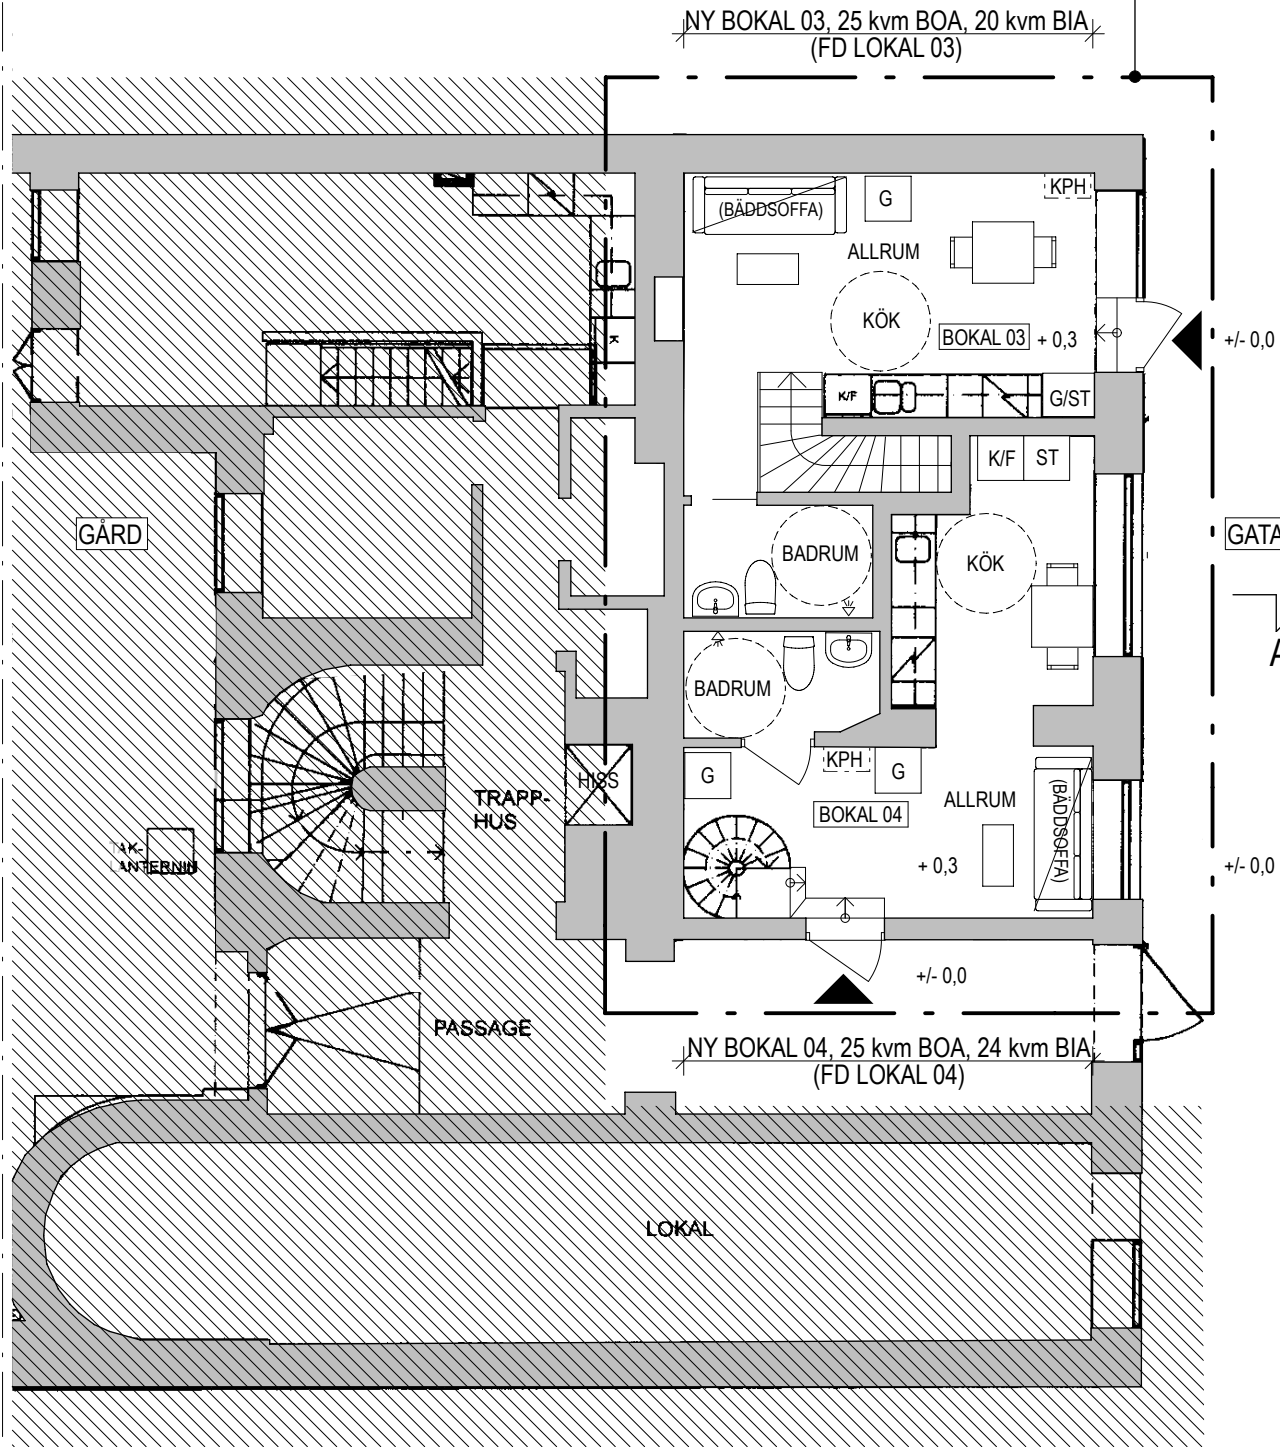 NY BOKAL 03, 25 kvm BOA, 20 kvm BIA
(FD LOKAL 03)
(BÄDDSOFFA)
G
KPH
ALLRUM
KÖK
BOKAL 03
+ 0,3
+/- 0,0
K
K/F
G/ST
K/F
ST
GÅRD
GATA
BADRUM
KÖK
A
BADRUM
KPH
G
G
HISS
TRAPP-
HUS
ALLRUM
(BÄDDSOFFA)
BOKAL 04
+ 0,3
+/- 0,0
ANTERNIN
+/- 0,0
PASSAGE
NY BOKAL 04, 25 kvm BOA, 24 kvm BIA
(FD LOKAL 04)
LOKAL